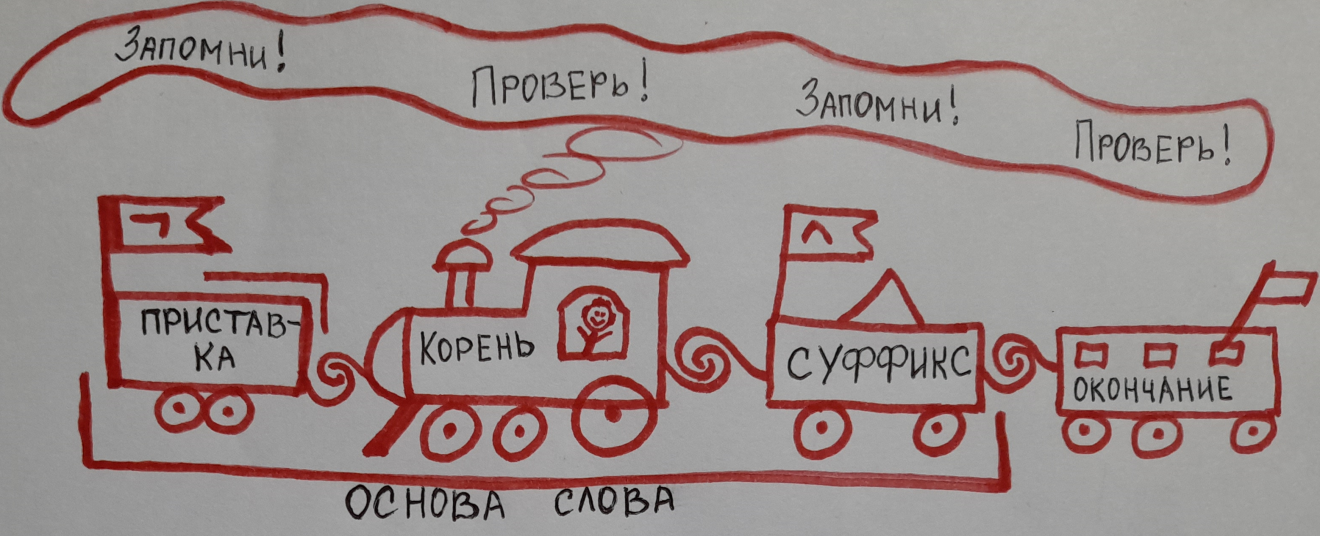 Запомни!
Проверь!
Запомни!
Проверь!
ПРИСТАВ-
КА
КОРЕНЬ
СУФФИКС
ОКОНЧАНИЕ
ОСНОВА СЛОВА